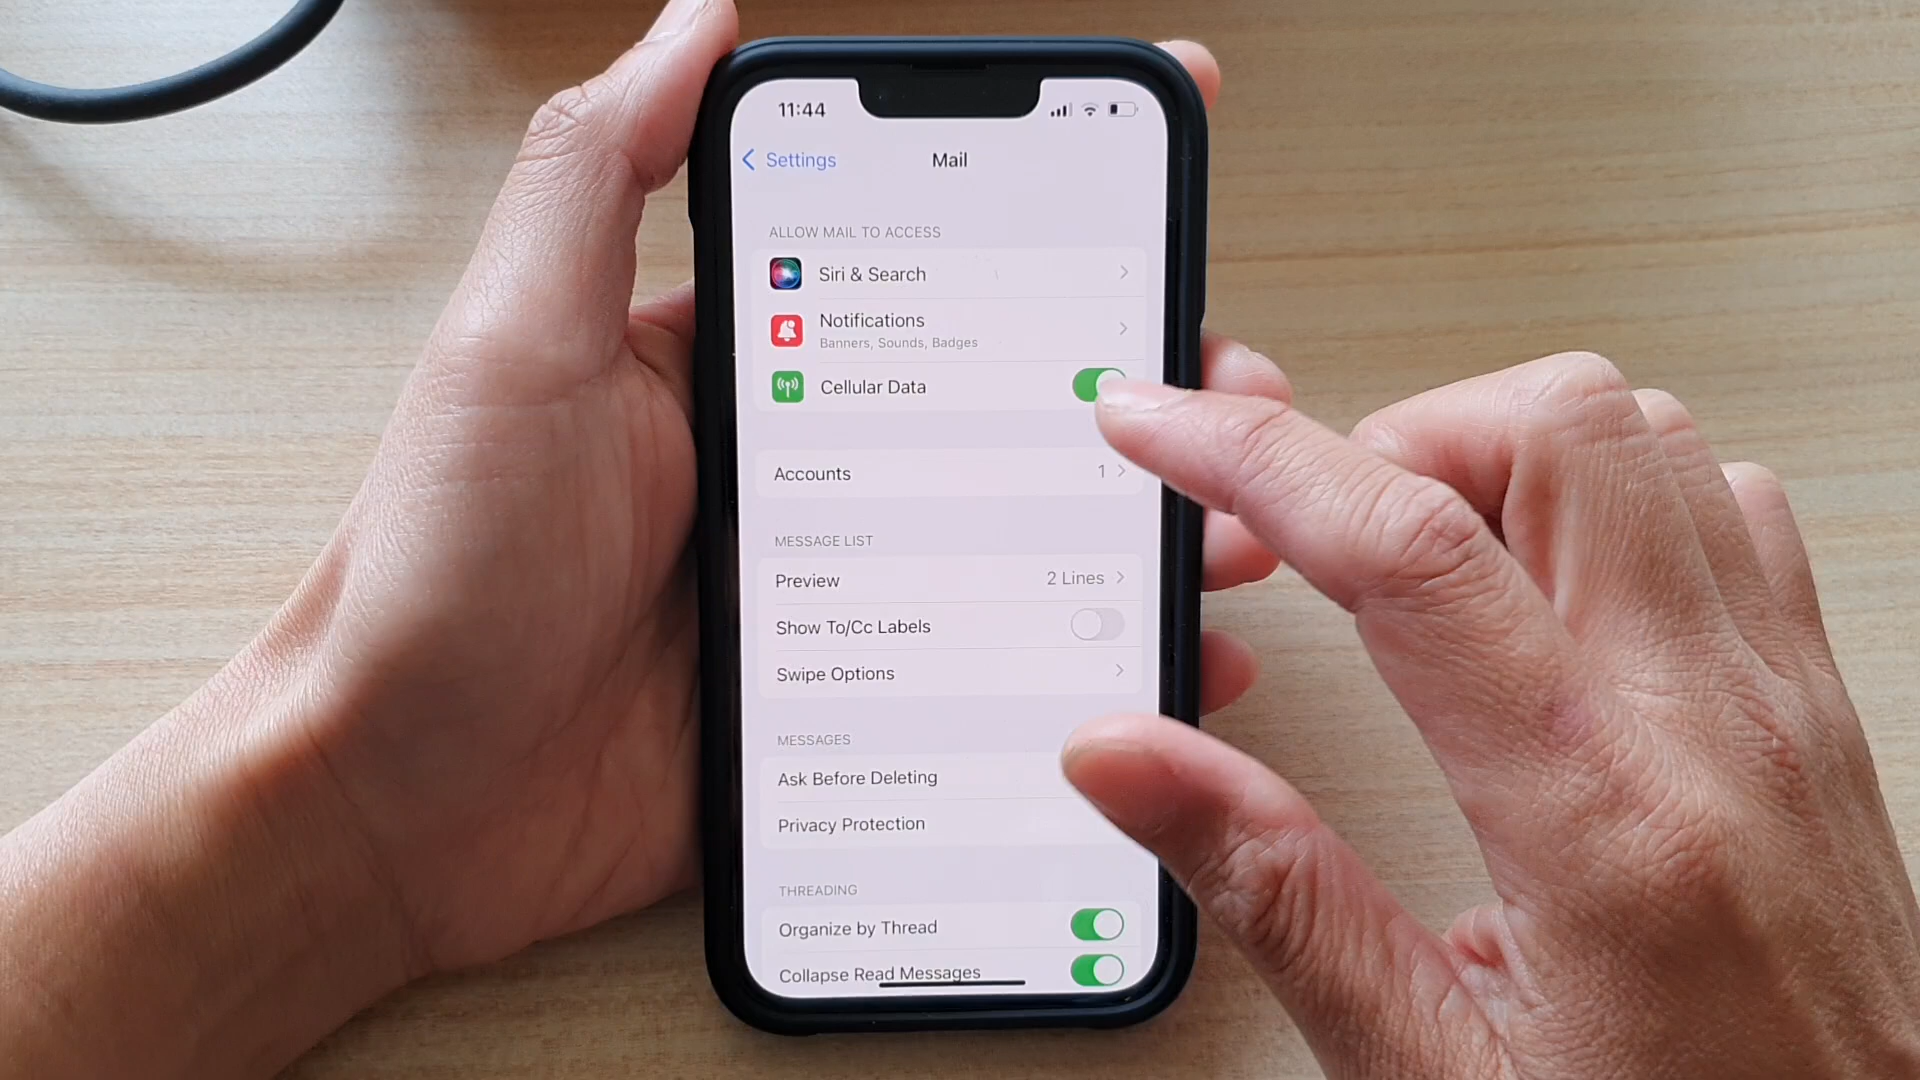 11:44
Settings
Mail
ALLOW MAIL TO ACCESS
Siri & Search
Notifications
Banners, Sounds, Badges
Cellular Data
Accounts 1
MESSAGE LIST
Preview 2 Lines
Show To/Cc Labels
Swipe Options
MESSAGES
Ask Before Deleting
Privacy Protection
THREADING
Organize by Thread
Collapse Read Messages